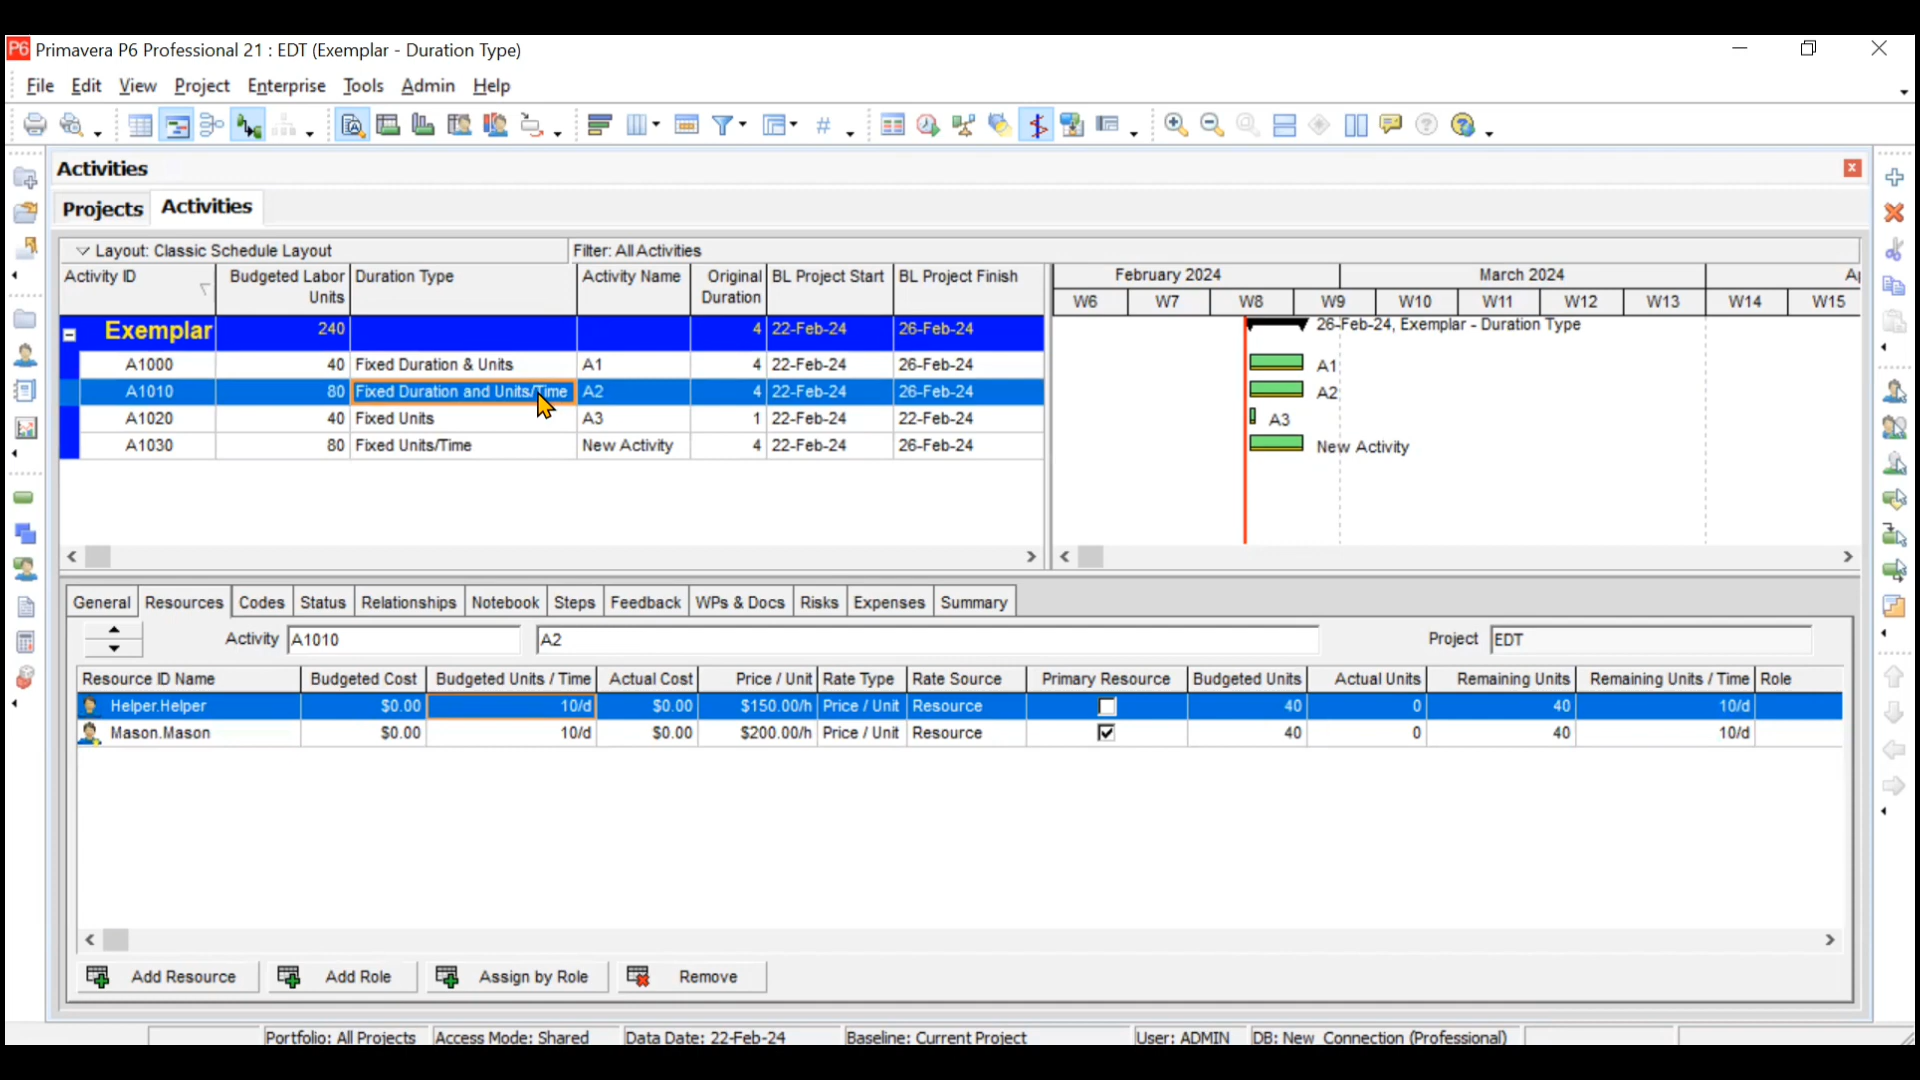 P6 Primavera P6 Professional 21 : EDT (Exemplar - Duration Type)
File Edit View Project Enterprise Tools Admin Help
Activities
Projects Activities
Layout: Classic Schedule Layout Filter: All Activities
Activity ID Budgeted Labor Units Duration Type Activity Name Original Duration BL Project Start BL Project Finish
February 2024 March 2024 A
W6 W7 W8 W9 W10 W11 W12 W13 W14 W15
Exemplar 240 4 22-Feb-24 26-Feb-24 26-Feb-24, Exemplar - Duration Type
A1000 40 Fixed Duration & Units A1 4 22-Feb-24 26-Feb-24 A1
A1010 80 Fixed Duration and Units/Time A2 4 22-Feb-24 26-Feb-24 A2
A1020 40 Fixed Units A3 1 22-Feb-24 22-Feb-24 A3
A1030 80 Fixed Units/Time New Activity 4 22-Feb-24 26-Feb-24 New Activity
General Resources Codes Status Relationships Notebook Steps Feedback WPs & Docs Risks Expenses Summary
Activity A1010 A2 Project EDT
Resource ID Name Budgeted Cost Budgeted Units / Time Actual Cost Price / Unit Rate Type Rate Source Primary Resource Budgeted Units Actual Units Remaining Units Remaining Units / Time Role
Helper.Helper $0.00 10/d $0.00 $150.00/h Price / Unit Resource 40 0 40 10/d
Mason.Mason $0.00 10/d $0.00 $200.00/h Price / Unit Resource 40 0 40 10/d
Add Resource Add Role Assign by Role Remove
Portfolio: All Projects Access Mode: Shared Data Date: 22-Feb-24 Baseline: Current Project User: ADMIN DB: New Connection (Professional)